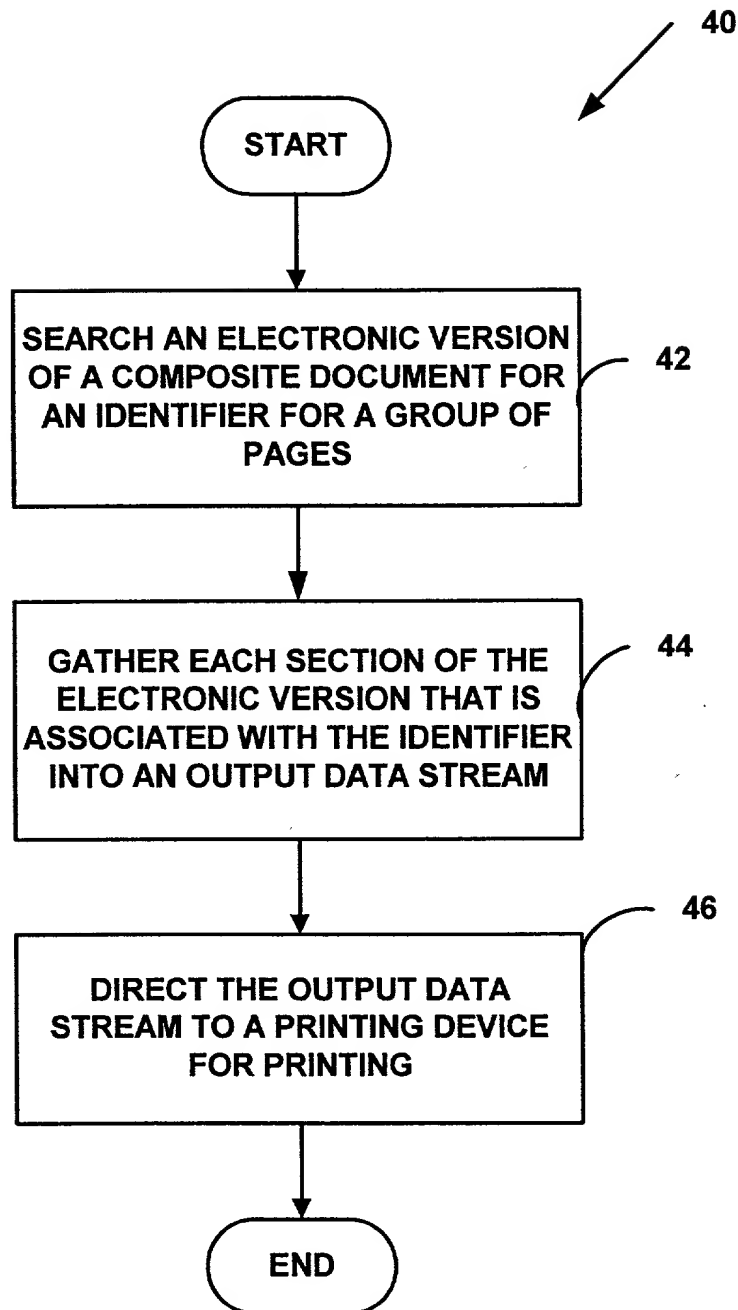 40
START
SEARCH AN ELECTRONIC VERSION
OF A COMPOSITE DOCUMENT FOR
AN IDENTIFIER FOR A GROUP OF
PAGES
42
GATHER EACH SECTION OF THE
ELECTRONIC VERSION THAT IS
ASSOCIATED WITH THE IDENTIFIER
INTO AN OUTPUT DATA STREAM
44
DIRECT THE OUTPUT DATA
STREAM TO A PRINTING DEVICE
FOR PRINTING
46
END